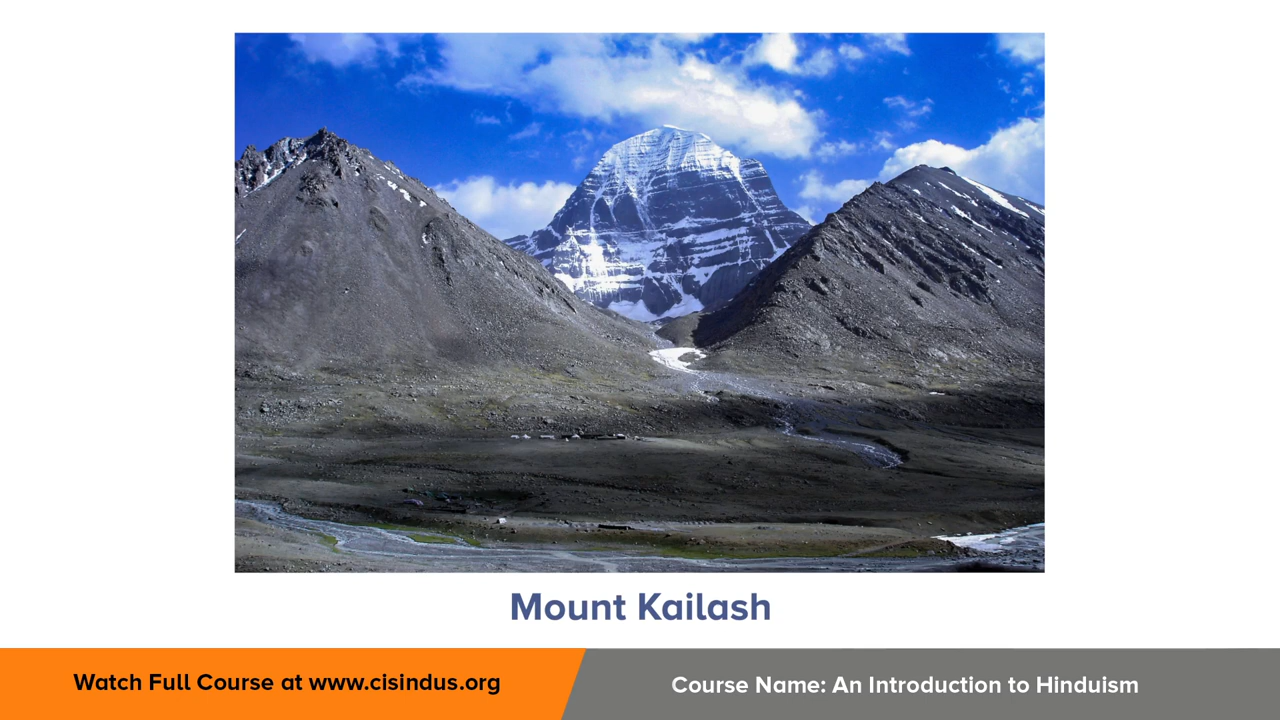 Mount Kailash
Watch Full Course at www.cisindus.org
Course Name: An Introduction to Hinduism